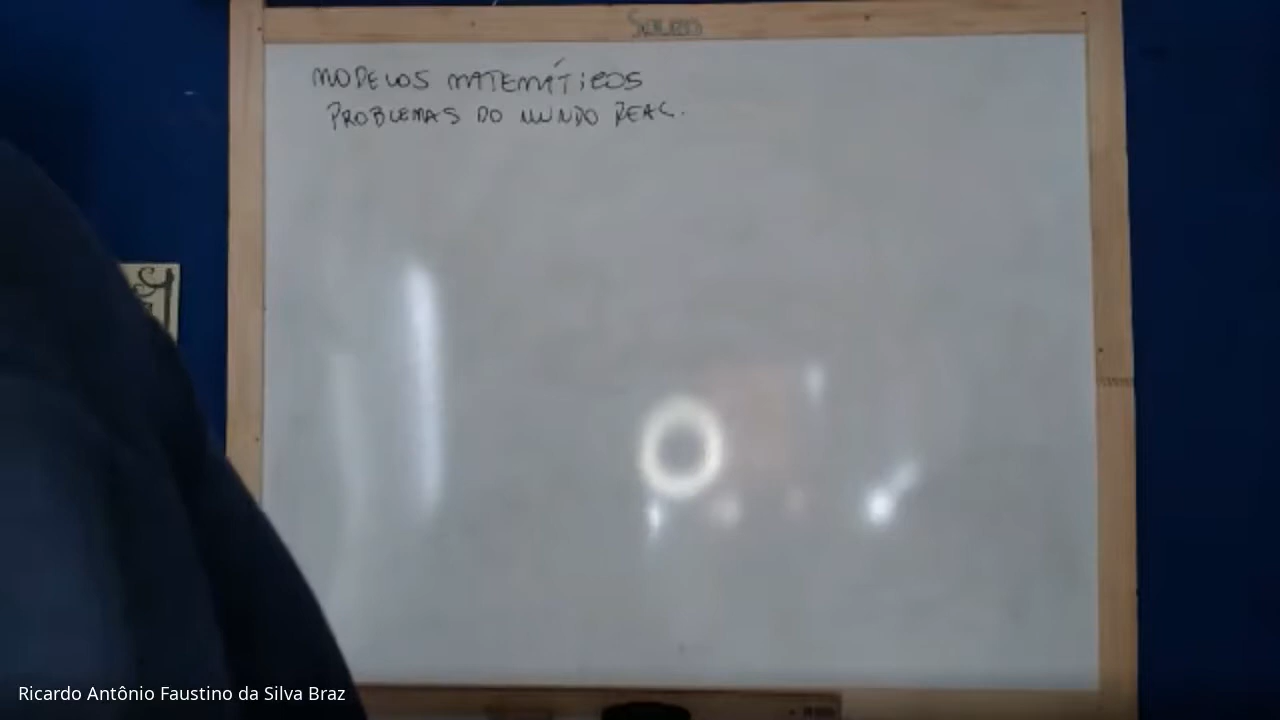 MODELOS MATEMÁTICOS
PROBLEMAS DO MUNDO REAL.
Ricardo Antônio Faustino da Silva Braz